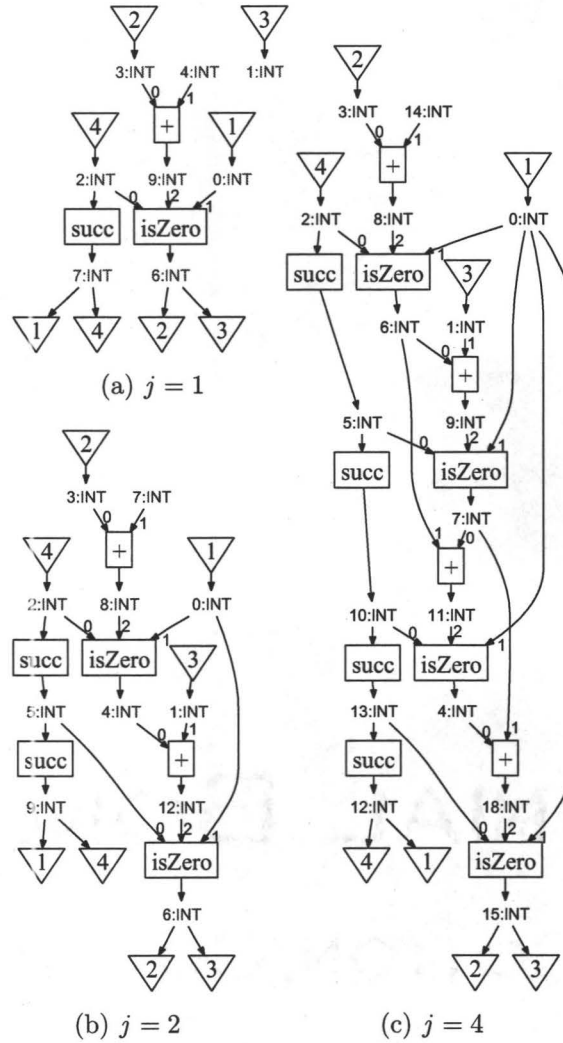 2 3
3:INT 4:INT 1:INT
0 1
+
4 1
2:INT 9:INT 0:INT
0 2 1
succ isZero
7:INT 6:INT
1 4 2 3
(a) j = 1
2
3:INT 7:INT
0 1
+
4 1
2:INT 8:INT 0:INT
0 2 1
succ isZero 3
5:INT 4:INT 1:INT
0 1
succ +
9:INT 12:INT
0 2 1
1 4 isZero
6:INT
2 3
(b) j = 2
2
3:INT 14:INT
0 1
+
4 1
2:INT 8:INT 0:INT
0 2 1
succ isZero 3
6:INT 1:INT
0 1
+
5:INT 9:INT
0 2 1
succ isZero
7:INT
1 0
+
10:INT 11:INT
0 2 1
succ isZero
13:INT 4:INT
0 1
succ +
12:INT 18:INT
0 2 1
4 1 isZero
15:INT
2 3
(c) j = 4